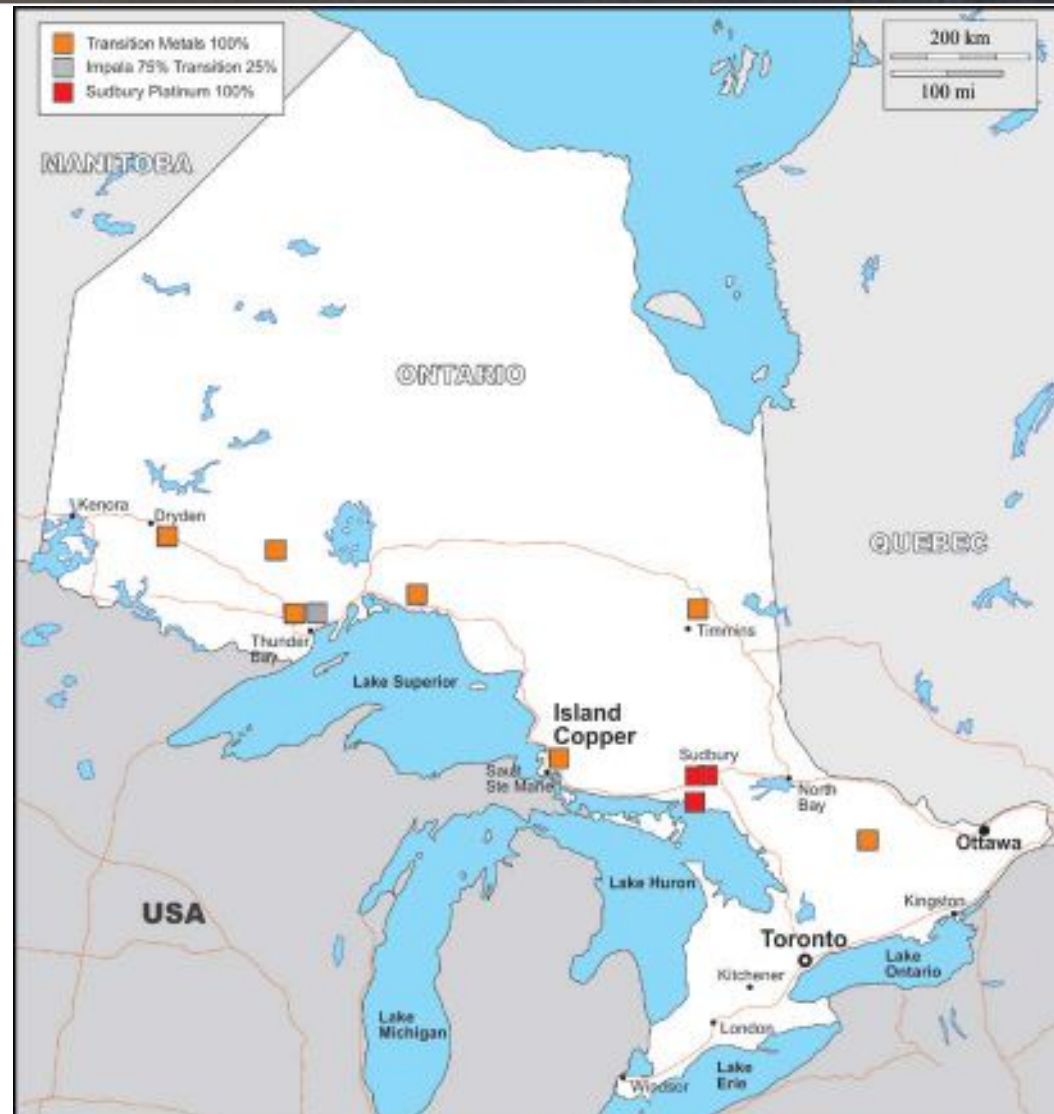 Transition Metals 100%
Impala 75% Transition 25%
Sudbury Platinum 100%
200 km
100 mi
MANITOBA
ONTARIO
QUEBEC
Kenora
Dryden
Thunder
Bay
Timmins
Lake Superior
Island
Copper
Sudbury
Sault
Ste Marie
North
Bay
Ottawa
Lake Huron
USA
Kingston
Toronto
Lake
Ontario
Kitchener
Lake
Michigan
London
Lake
Erie
Windsor